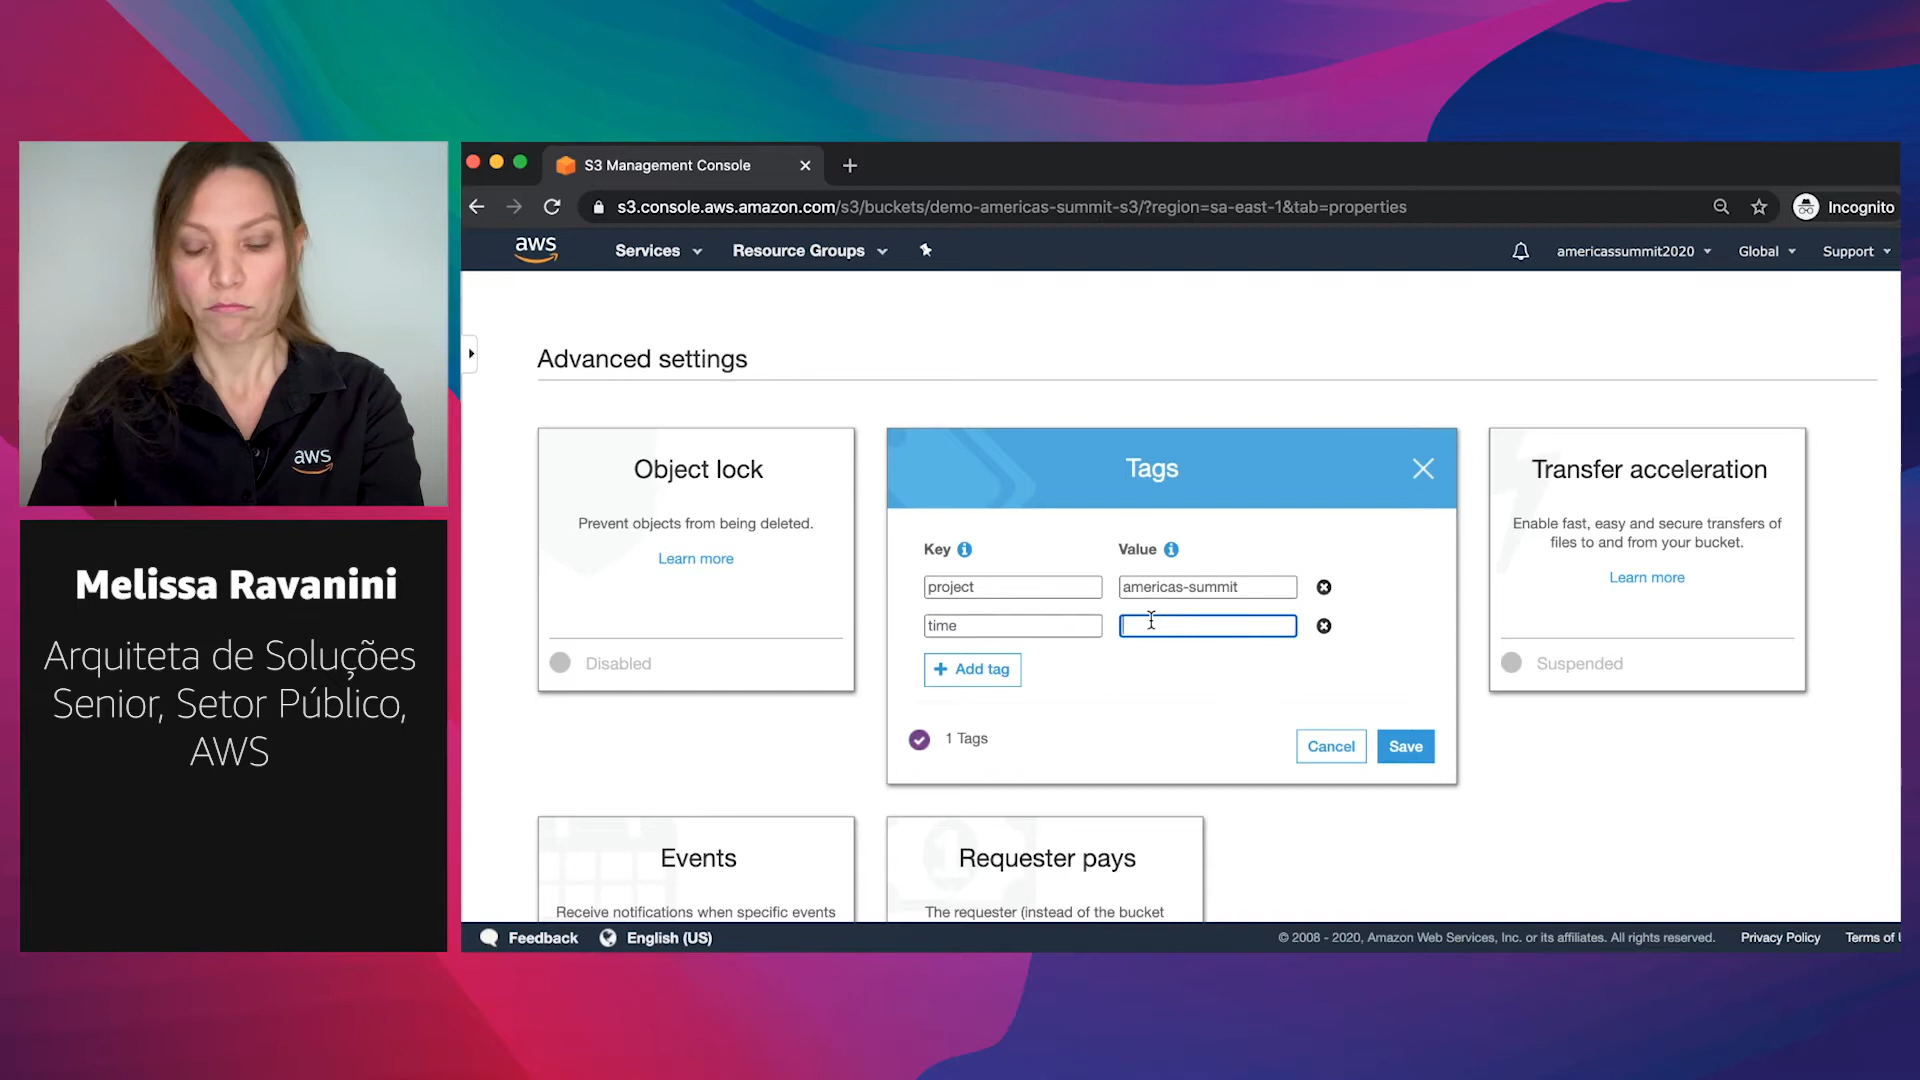 aws
Melissa Ravanini
Arquiteta de Soluções
Senior, Setor Público,
AWS
S3 Management Console
s3.console.aws.amazon.com/s3/buckets/demo-americas-summit-s3/?region=sa-east-1&tab=properties
Incognito
aws
Services
Resource Groups
americassummit2020
Global
Support
Advanced settings
Object lock
Prevent objects from being deleted.
Learn more
Disabled
Tags
Key
Value
project
americas-summit
time
Add tag
1 Tags
Cancel
Save
Transfer acceleration
Enable fast, easy and secure transfers of
files to and from your bucket.
Learn more
Suspended
Events
Receive notifications when specific events
Requester pays
The requester (instead of the bucket
Feedback
English (US)
© 2008 - 2020, Amazon Web Services, Inc. or its affiliates. All rights reserved.
Privacy Policy
Terms of